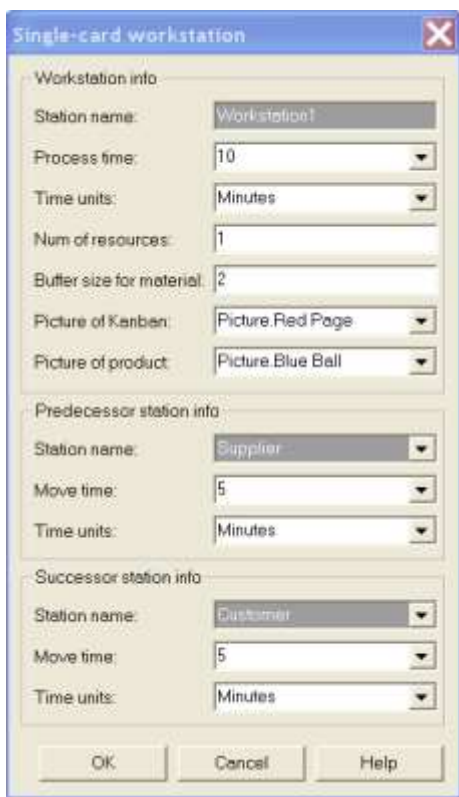 Single-card workstation
Workstation info
Station name: Workstation1
Process time: 10
Time units: Minutes
Num of resources: 1
Buffer size for material: 2
Picture of Kanban: Picture.Red Page
Picture of product: Picture.Blue Ball
Predecessor station info
Station name: Supplier
Move time: 5
Time units: Minutes
Successor station info
Station name: Customer
Move time: 5
Time units: Minutes
OK Cancel Help